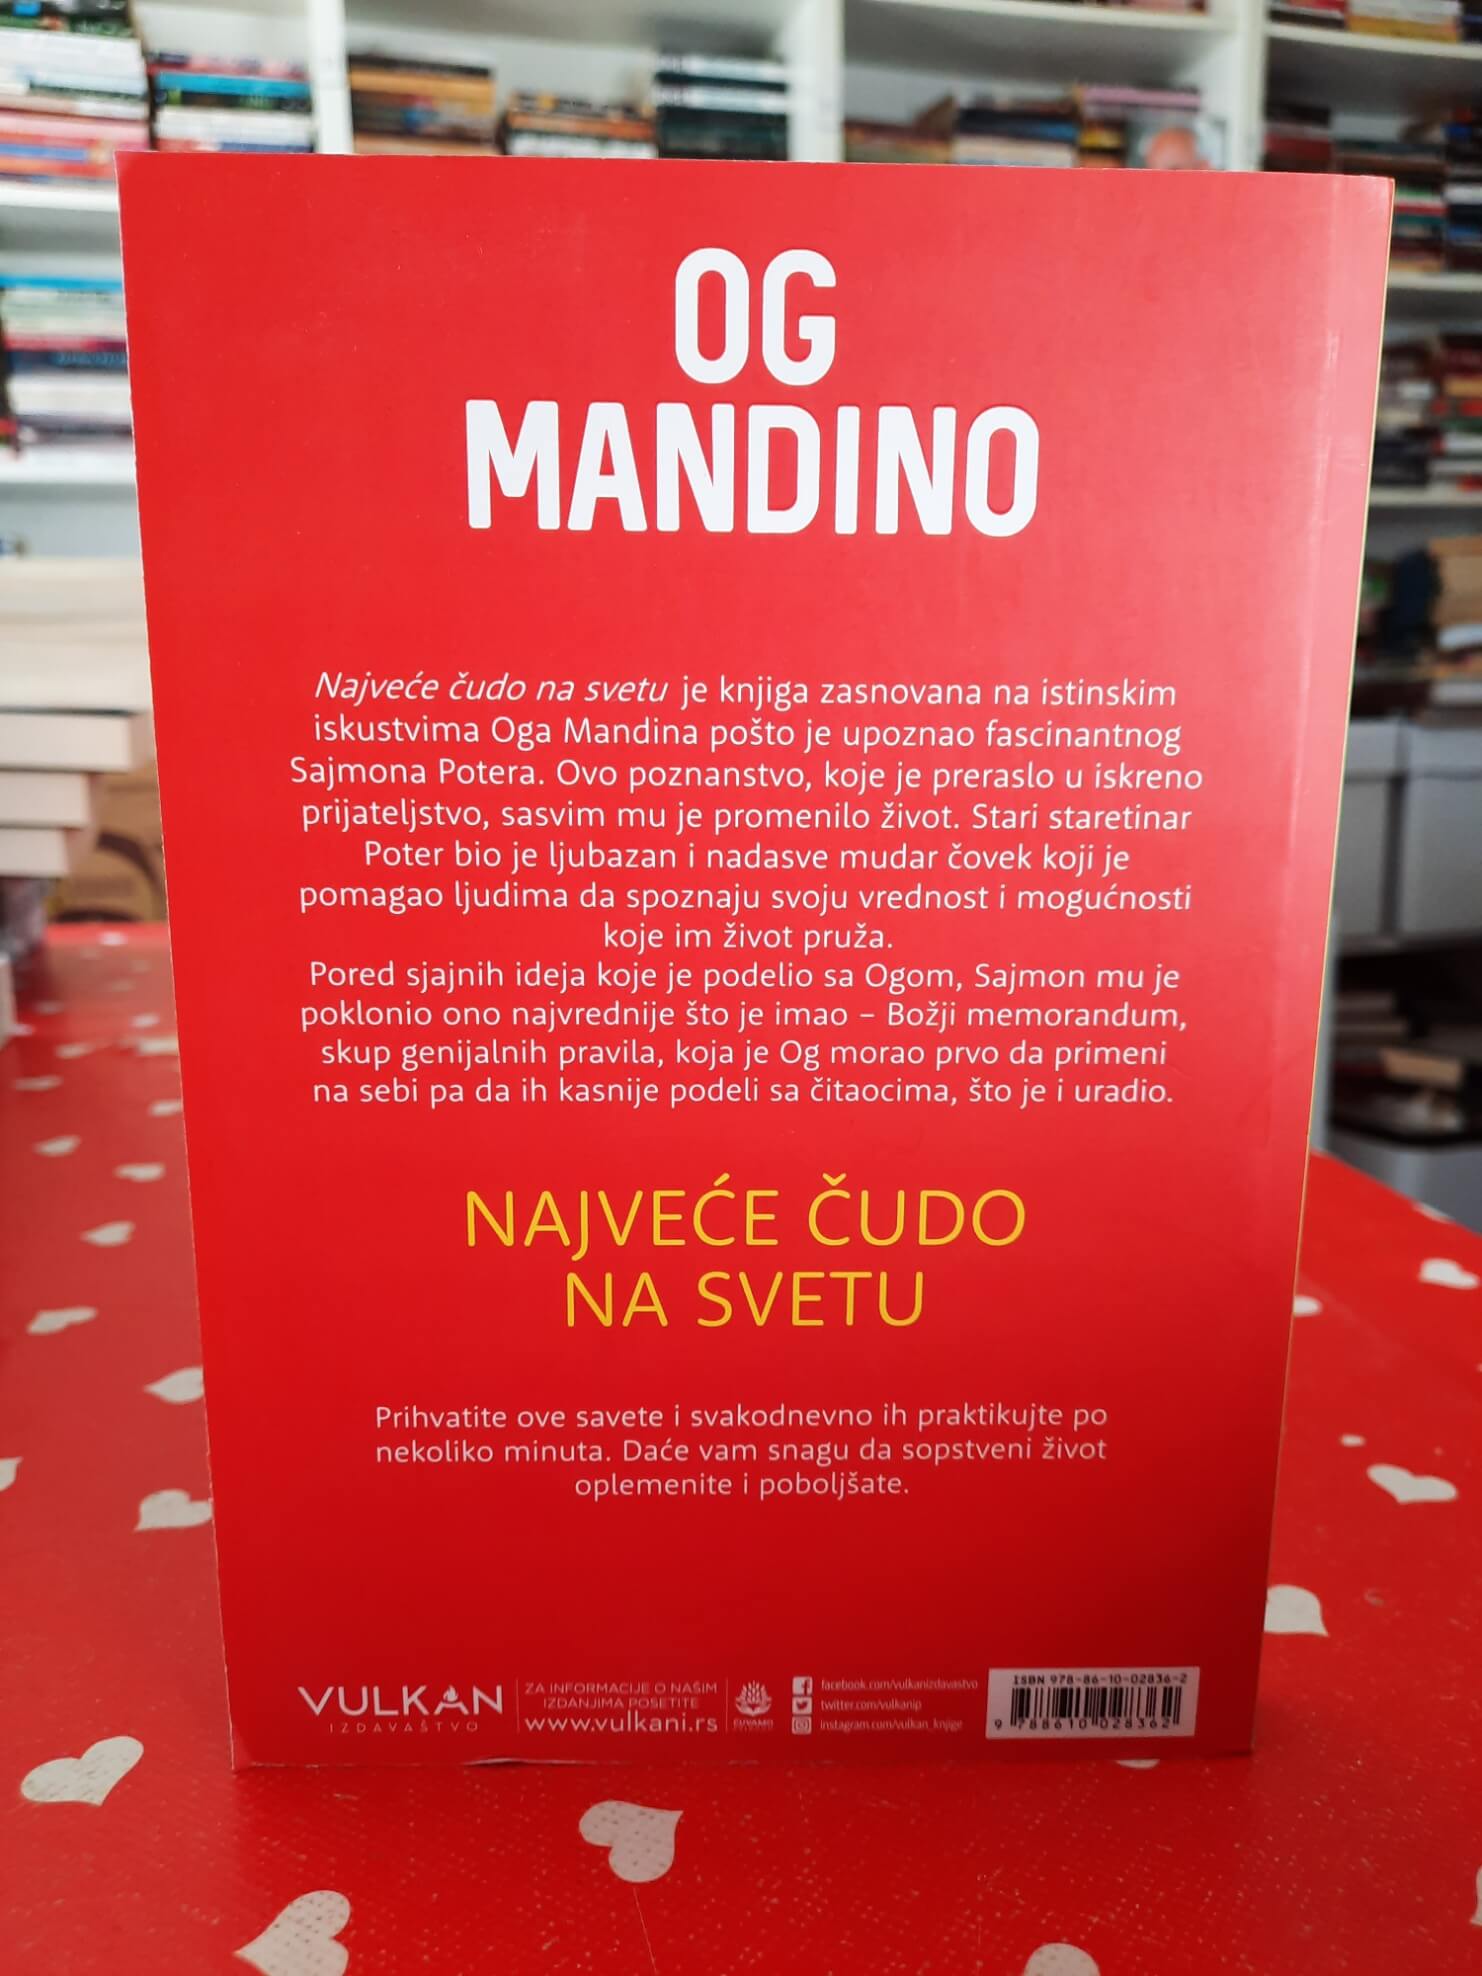 OG
MANDINO
Najveće čudo na svetu je knjiga zasnovana na istinskim
iskustvima Oga Mandina pošto je upoznao fascinantnog
Sajmona Potera. Ovo poznanstvo, koje je preraslo u iskreno
prijateljstvo, sasvim mu je promenilo život. Stari staretinar
Poter bio je ljubazan i nadasve mudar čovek koji je
pomagao ljudima da spoznaju svoju vrednost i mogućnosti
koje im život pruža.
Pored sjajnih ideja koje je podelio sa Ogom, Sajmon mu je
poklonio ono najvrednije što je imao – Božji memorandum,
skup genijalnih pravila, koja je Og morao prvo da primeni
na sebi pa da ih kasnije podeli sa čitaocima, što je i uradio.
NAJVEĆE ČUDO
NA SVETU
Prihvatite ove savete i svakodnevno ih praktikujte po
nekoliko minuta. Daće vam snagu da sopstveni život
oplemenite i poboljšate.
VULKAN
IZDAVAŠTVO
ZA INFORMACIJE O NAŠIM
IZDANJIMA POSETITE
www.vulkani.rs
facebook.com/vulkanizdavastvo
twitter.com/vulkanip
instagram.com/vulkan_knjige
ISBN 978-86-10-02836-2
9 788610 028362